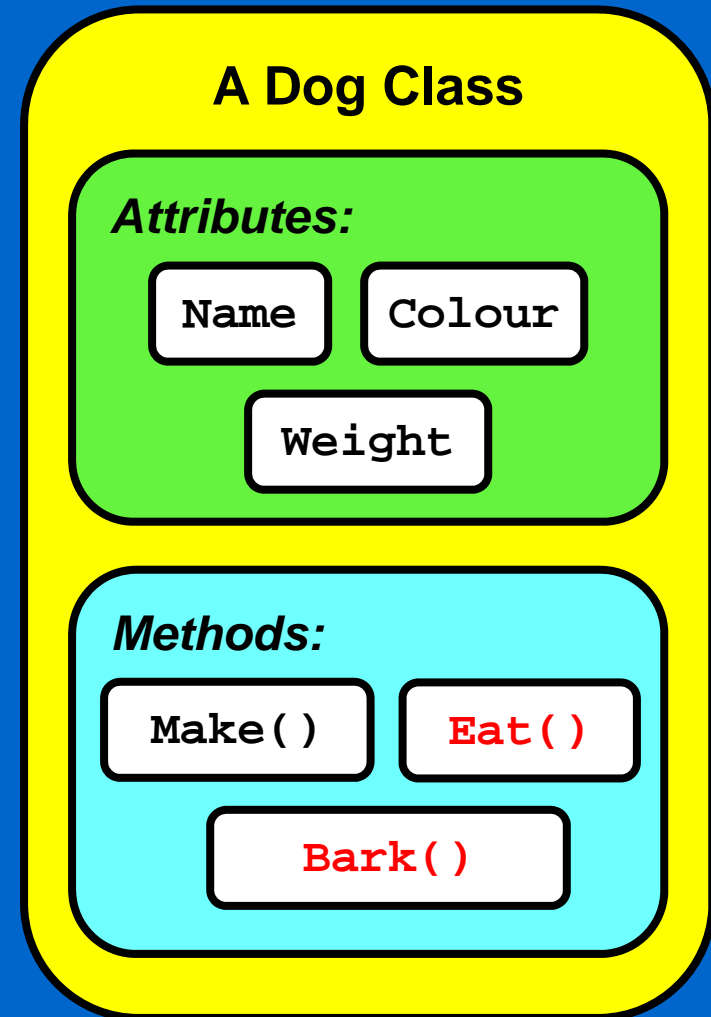 A Dog Class
Attributes:
Name Colour
Weight
Methods:
Make() Eat()
Bark()